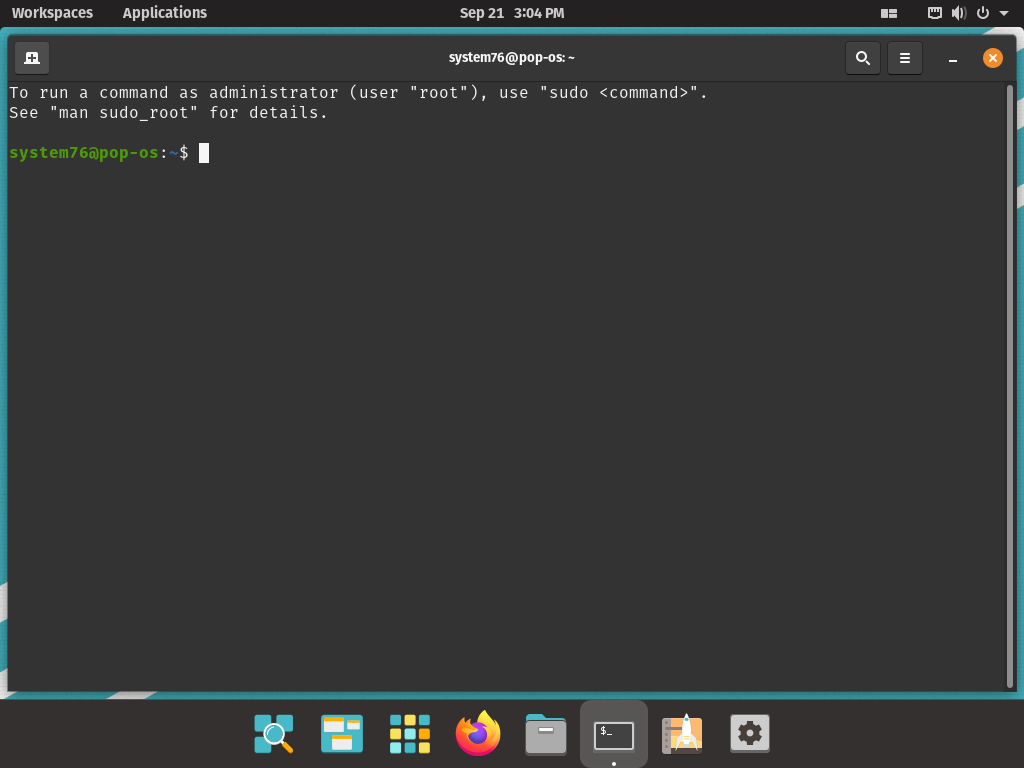 Workspaces Applications Sep 21 3:04 PM
system76@pop-os: ~
To run a command as administrator (user "root"), use "sudo <command>".
See "man sudo_root" for details.
system76@pop-os:~$
$_